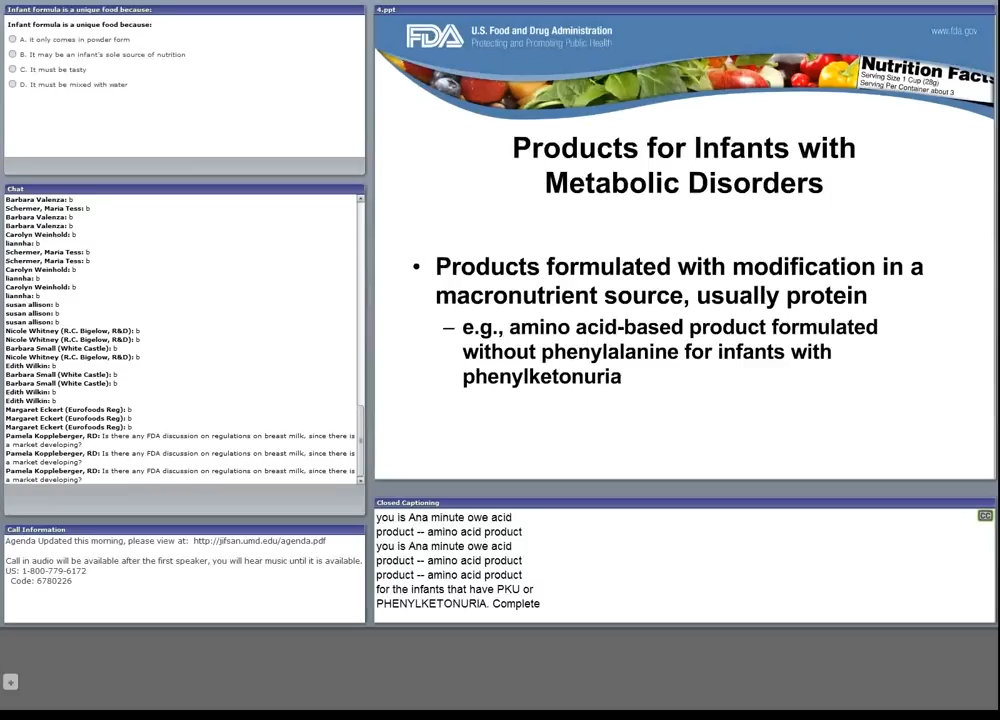 Infant formula is a unique food because:
Infant formula is a unique food because:
A. it only comes in powder form
B. It may be an infant's sole source of nutrition
C. It must be tasty
D. It must be mixed with water
Chat
Barbara Valenza: b
Schermer, Maria Tess: b
Barbara Valenza: b
Barbara Valenza: b
Carolyn Weinhold: b
liannha: b
Schermer, Maria Tess: b
Schermer, Maria Tess: b
Carolyn Weinhold: b
liannha: b
Carolyn Weinhold: b
liannha: b
susan allison: b
susan allison: b
susan allison: b
Nicole Whitney (R.C. Bigelow, R&D): b
Nicole Whitney (R.C. Bigelow, R&D): b
Barbara Small (White Castle): b
Nicole Whitney (R.C. Bigelow, R&D): b
Edith Wilkin: b
Barbara Small (White Castle): b
Barbara Small (White Castle): b
Edith Wilkin: b
Edith Wilkin: b
Margaret Eckert (Eurofoods Reg): b
Margaret Eckert (Eurofoods Reg): b
Margaret Eckert (Eurofoods Reg): b
Pamela Koppleberger, RD: Is there any FDA discussion on regulations on breast milk, since there is
a market developing?
Pamela Koppleberger, RD: Is there any FDA discussion on regulations on breast milk, since there is
a market developing?
Pamela Koppleberger, RD: Is there any FDA discussion on regulations on breast milk, since there is
a market developing?
Call Information
Agenda Updated this morning, please view at: http://jifsan.umd.edu/agenda.pdf
Call in audio will be available after the first speaker, you will hear music until it is available.
US: 1-800-779-6172
Code: 6780226
4.ppt
FDA U.S. Food and Drug Administration
Protecting and Promoting Public Health
www.fda.gov
Nutrition Facts
Serving Size 1 Cup (28g)
Serving Per Container about 3
Products for Infants with
Metabolic Disorders
• Products formulated with modification in a
macronutrient source, usually protein
– e.g., amino acid-based product formulated
without phenylalanine for infants with
phenylketonuria
Closed Captioning
CC
you is Ana minute owe acid
product -- amino acid product
you is Ana minute owe acid
product -- amino acid product
product -- amino acid product
for the infants that have PKU or
PHENYLKETONURIA. Complete